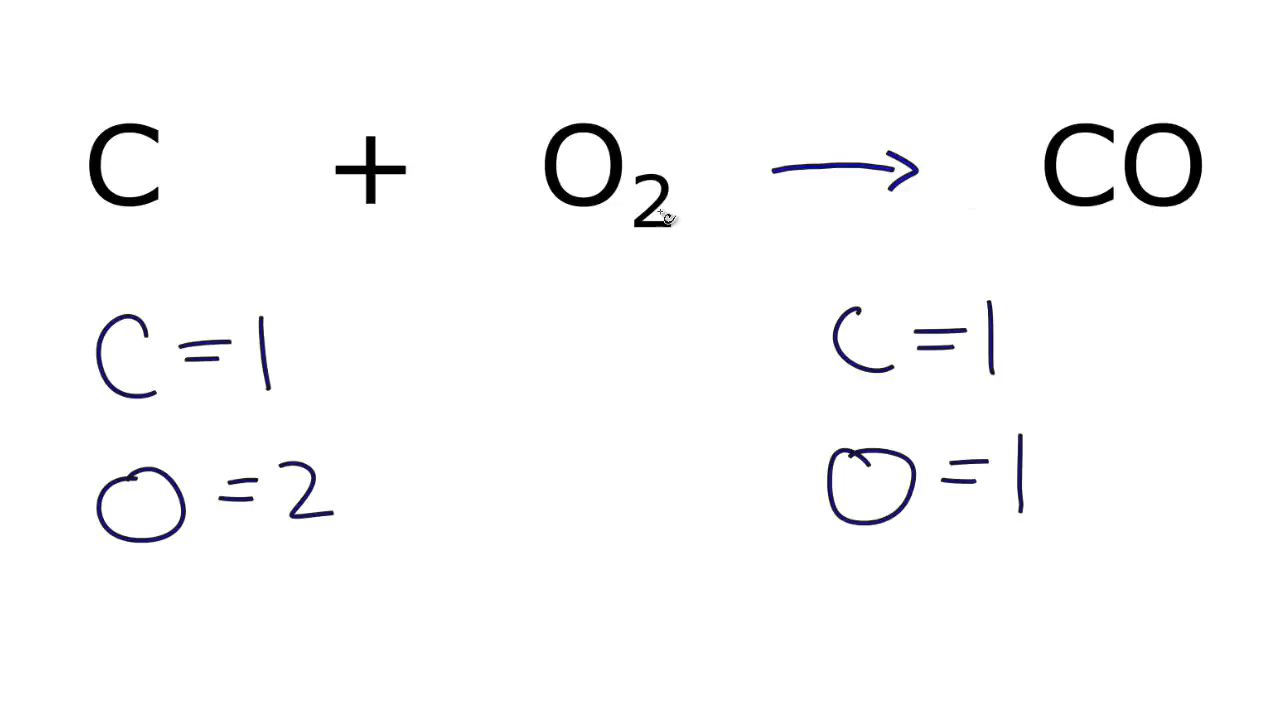 C + O₂ → CO
C = 1 C = 1
O = 2 O = 1